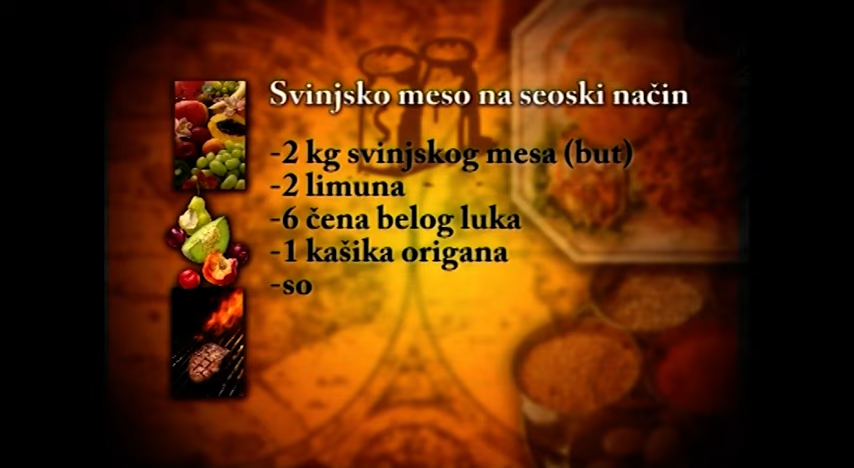 Svinjsko meso na seoski način
-2 kg svinjskog mesa (but)
-2 limuna
-6 čena belog luka
-1 kašika origana
-so